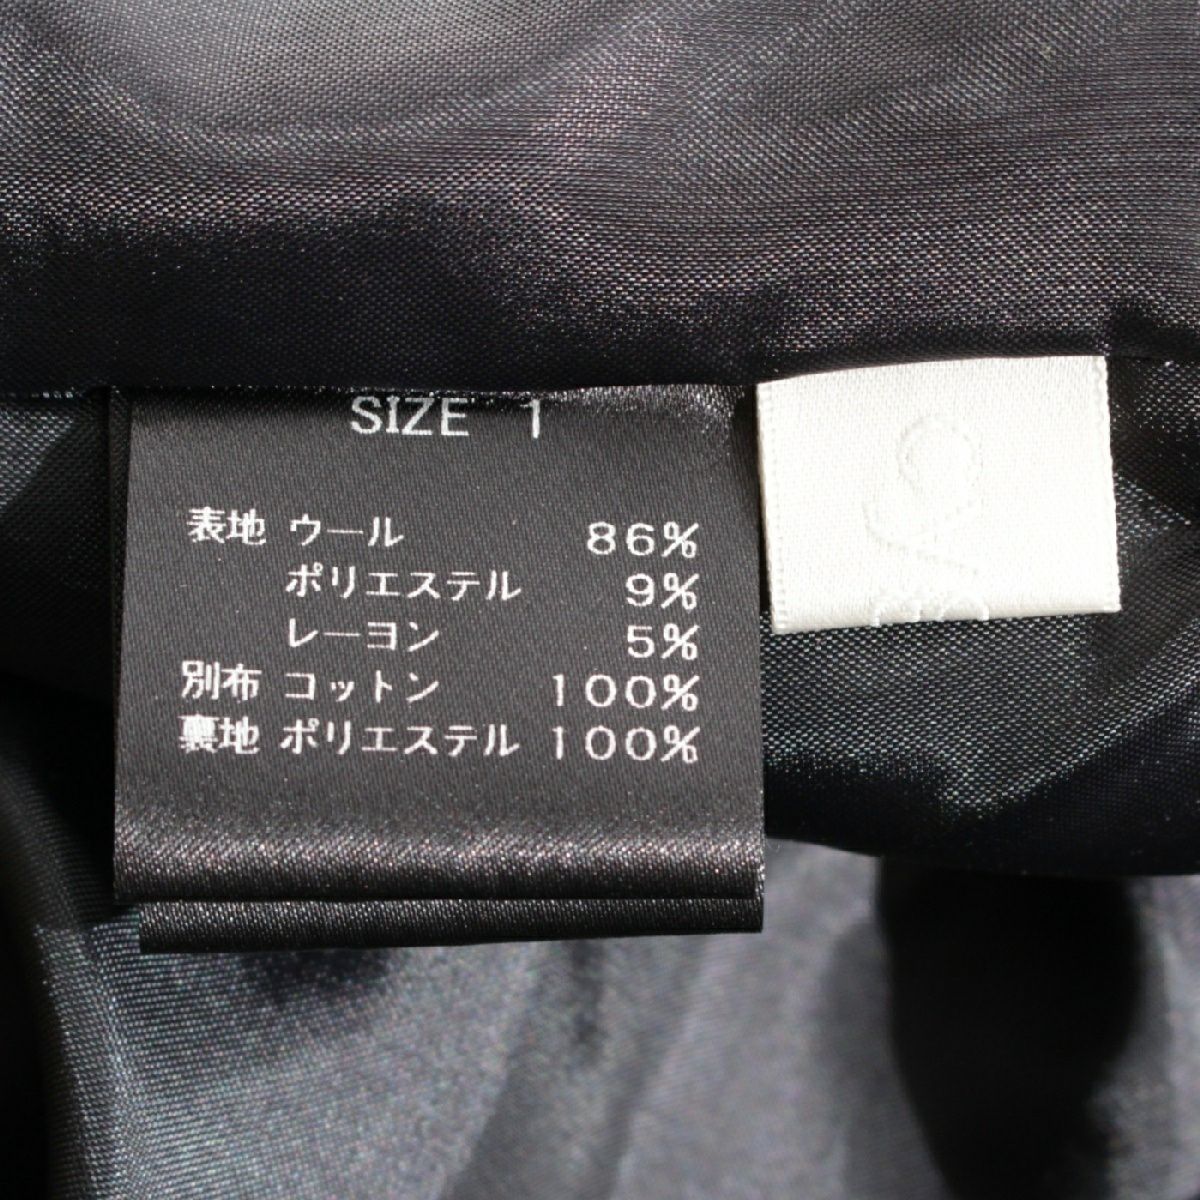 SIZE 1
表地 ウール 86%
ポリエステル 9%
レーヨン 5%
別布 コットン 100%
裏地 ポリエステル 100%